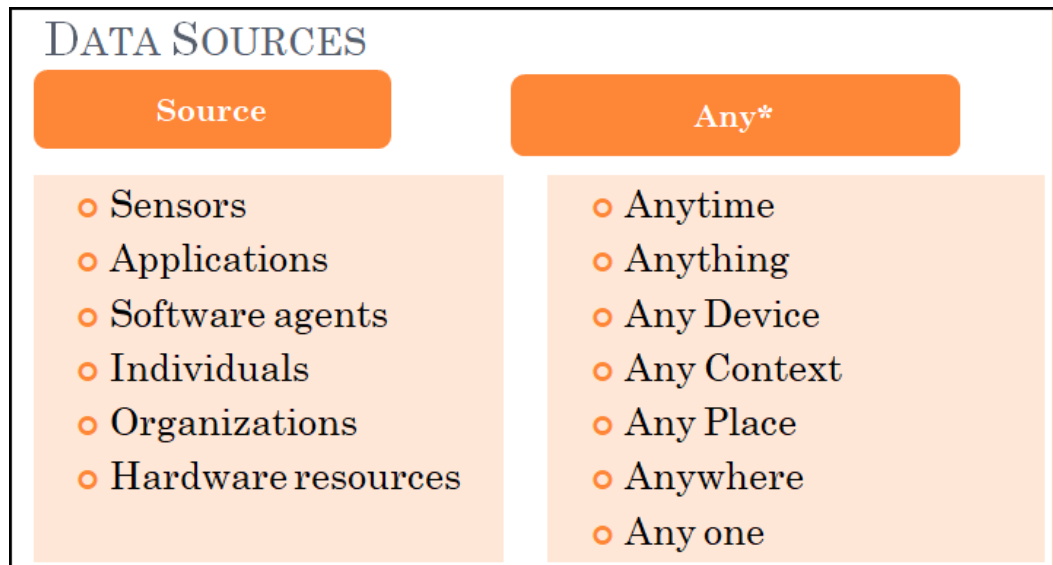 DATA SOURCES
Source
Sensors
Applications
Software agents
Individuals
Organizations
Hardware resources
Any*
Anytime
Anything
Any Device
Any Context
Any Place
Anywhere
Any one